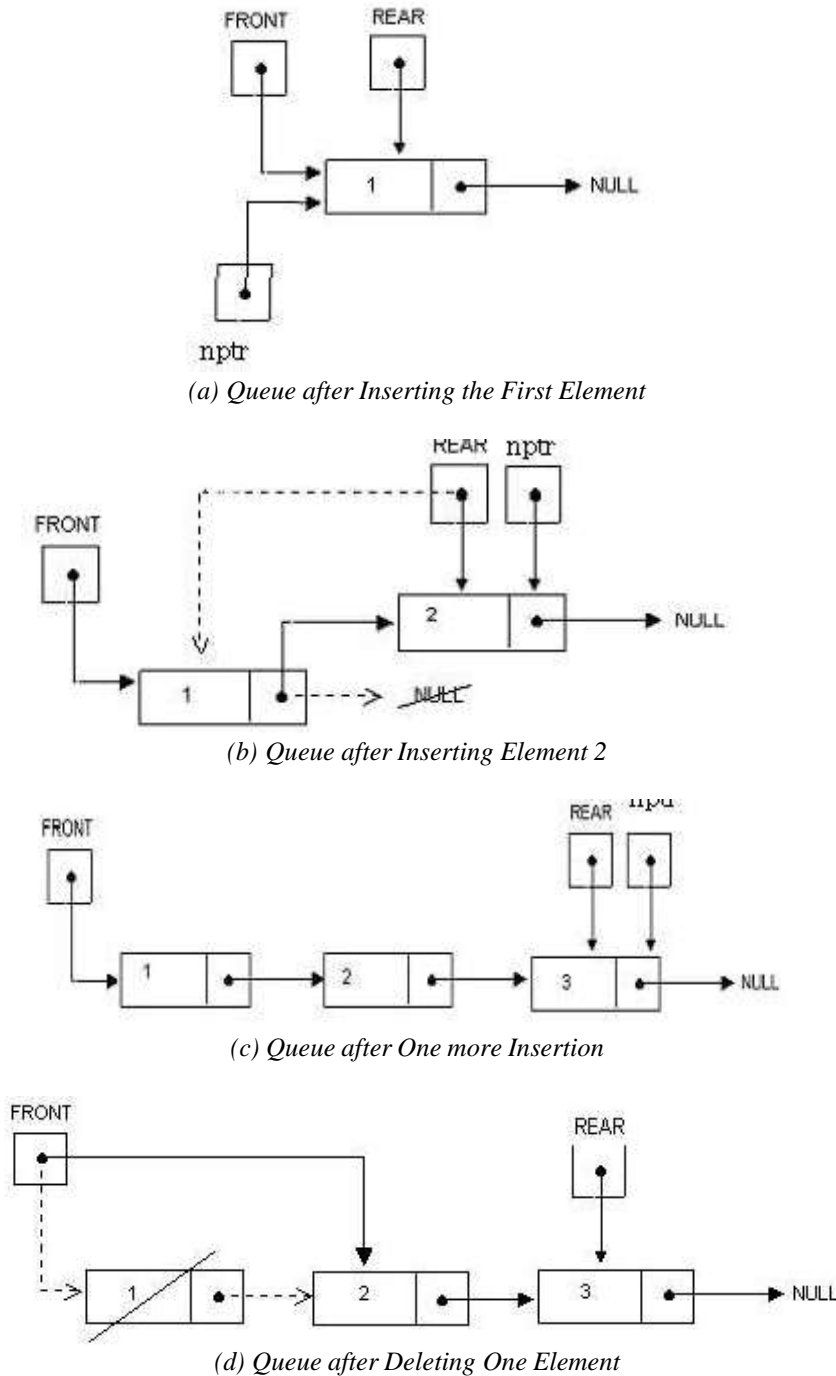 FRONT REAR
1 NULL
nptr
(a) Queue after Inserting the First Element
REAR nptr
FRONT
2 NULL
1 NULL
(b) Queue after Inserting Element 2
FRONT REAR
1 2 3 NULL
(c) Queue after One more Insertion
FRONT REAR
1 2 3 NULL
(d) Queue after Deleting One Element